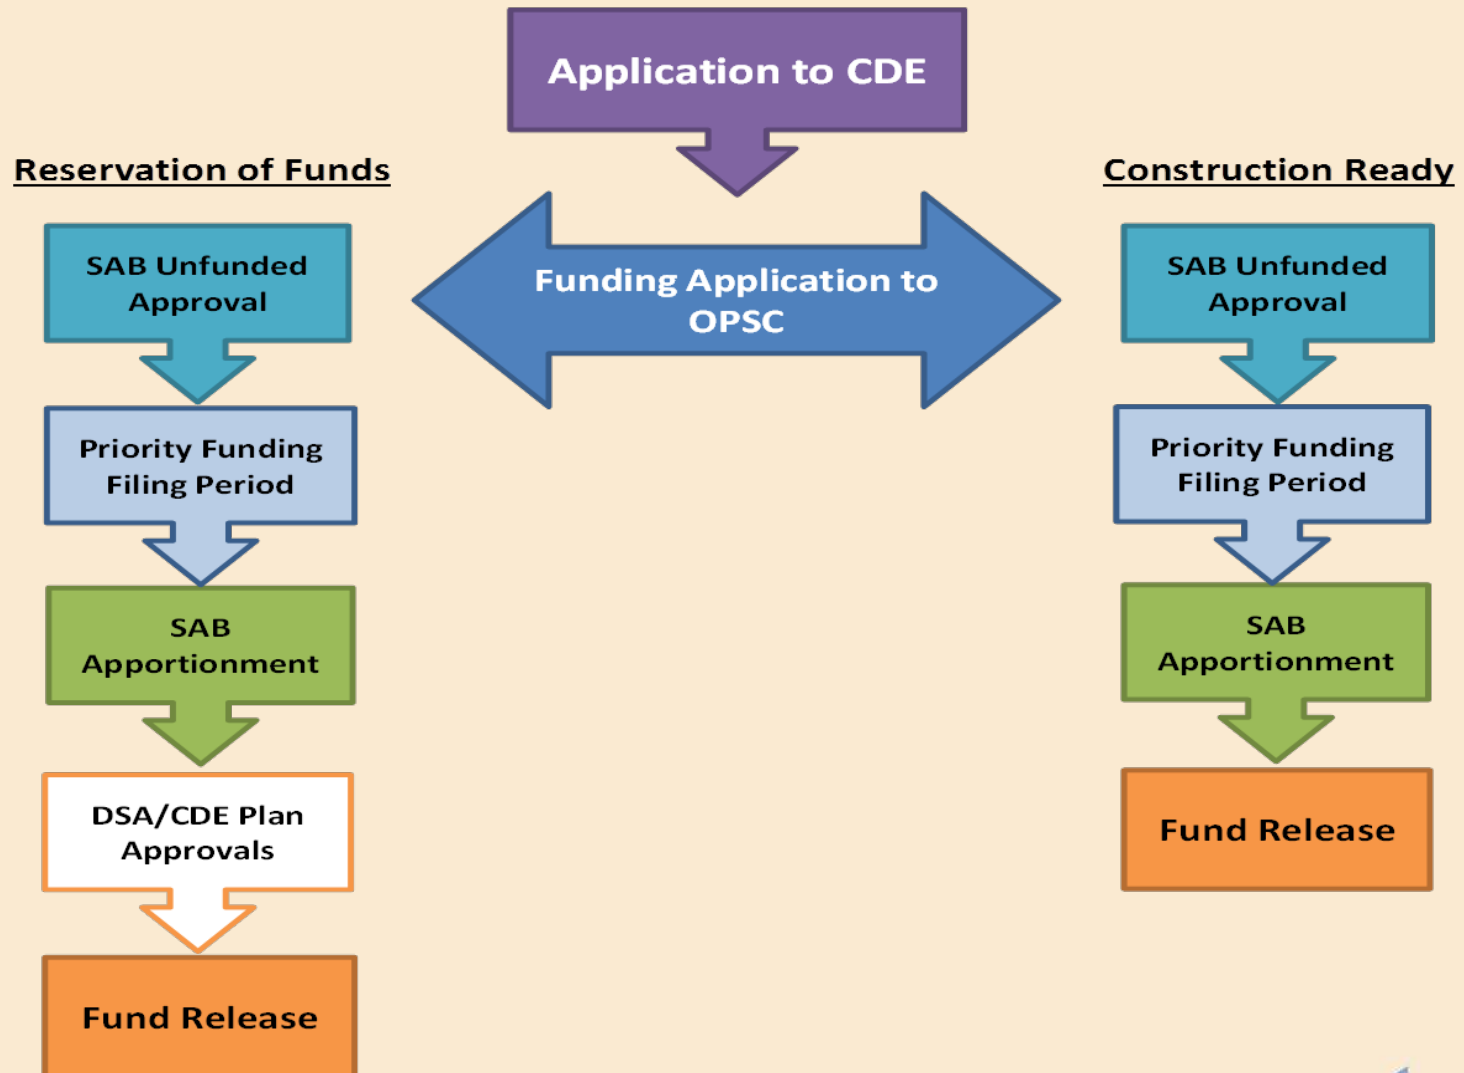 Application to CDE
Funding Application to
OPSC
Reservation of Funds
SAB Unfunded
Approval
Priority Funding
Filing Period
SAB
Apportionment
DSA/CDE Plan
Approvals
Fund Release
Construction Ready
SAB Unfunded
Approval
Priority Funding
Filing Period
SAB
Apportionment
Fund Release